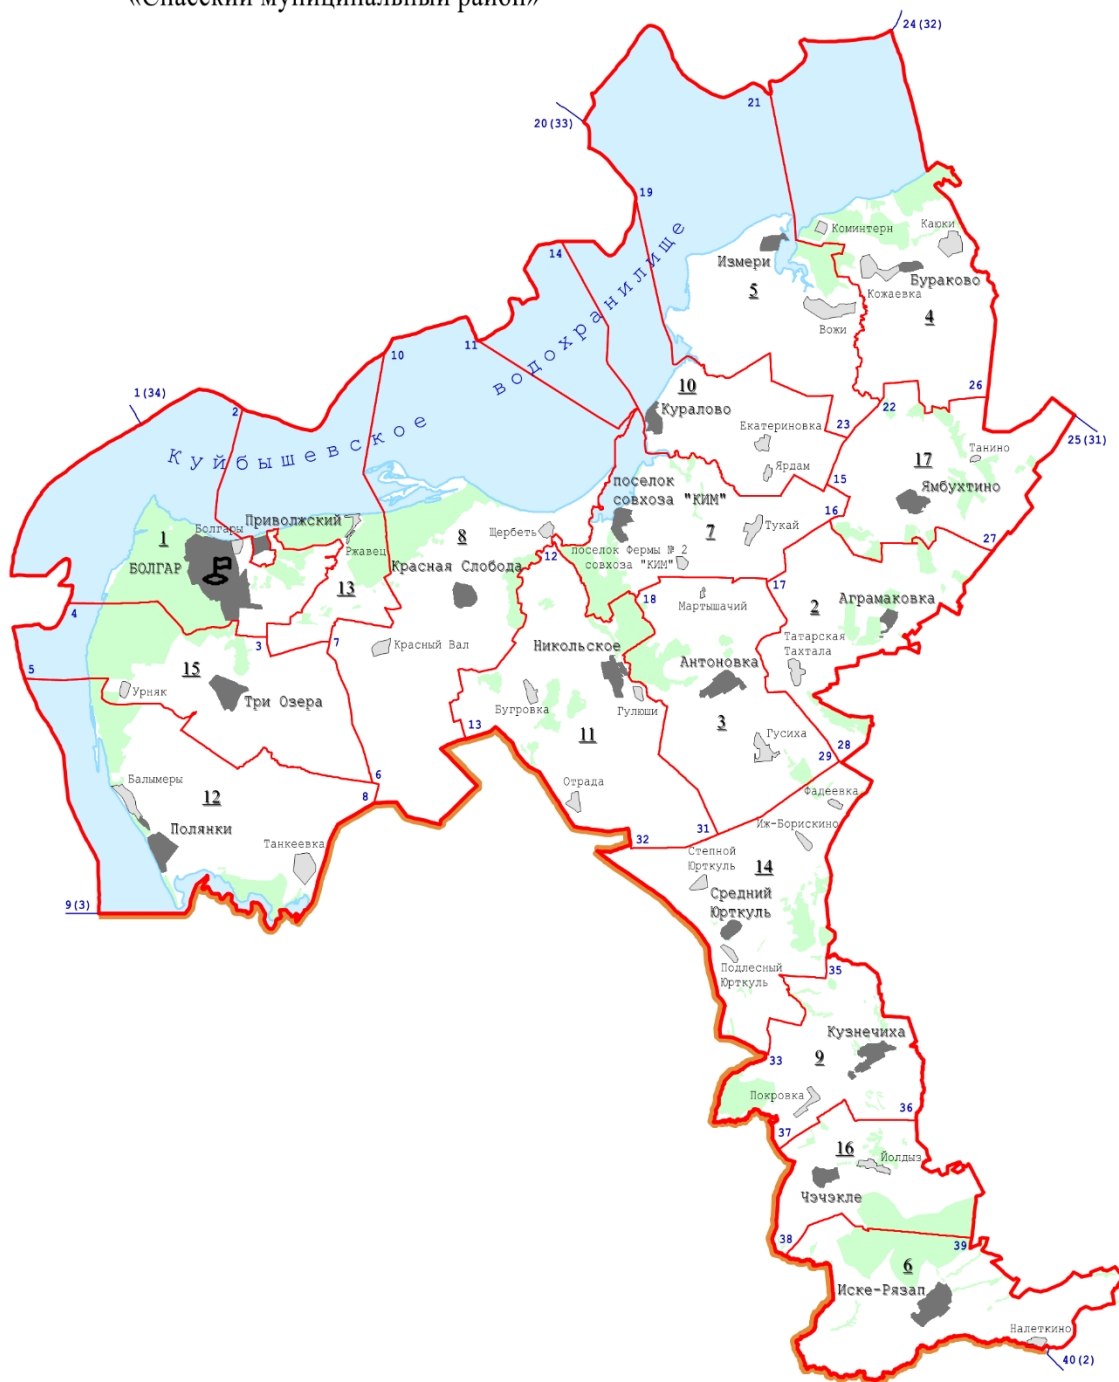 «Спасский муниципальный район»
24 (32)
21
20 (33)
19
Коминтерн
Каюки
14
Измери
Бураково
5
Кожаевка
4
Вожи
11
10
Куйбышевское водохранилище
1 (34)
2
10
Куралово
26
22
23
25 (31)
Екатериновка
Танино
17
Ярдам
Ямбухтино
15
поселок
совхоза "КИМ"
16
Приволжский
Болгары
1
БОЛГАР
Ржавец
8
Щербеть
7
Тукай
27
12
поселок Фермы № 2
совхоза "КИМ"
Красная Слобода
13
17
18
Мартышачий
2
Аграмаковка
4
3
7
Красный Вал
Никольское
Татарская
Тахтала
5
15
Антоновка
Урняк
Три Озера
Бугровка
Гулюши
3
13
11
Гусиха
28
29
6
8
Балымеры
12
Отрада
Фадеевка
Полянки
Танкеевка
31
Иж-Борискино
32
Степной
Юрткуль
14
Средний
Юрткуль
9 (3)
Подлесный
Юрткуль
35
Кузнечиха
33
9
Покровка
36
37
16
Йолдыз
Чэчэкле
38
39
6
Иске-Рязап
Налеткино
40 (2)